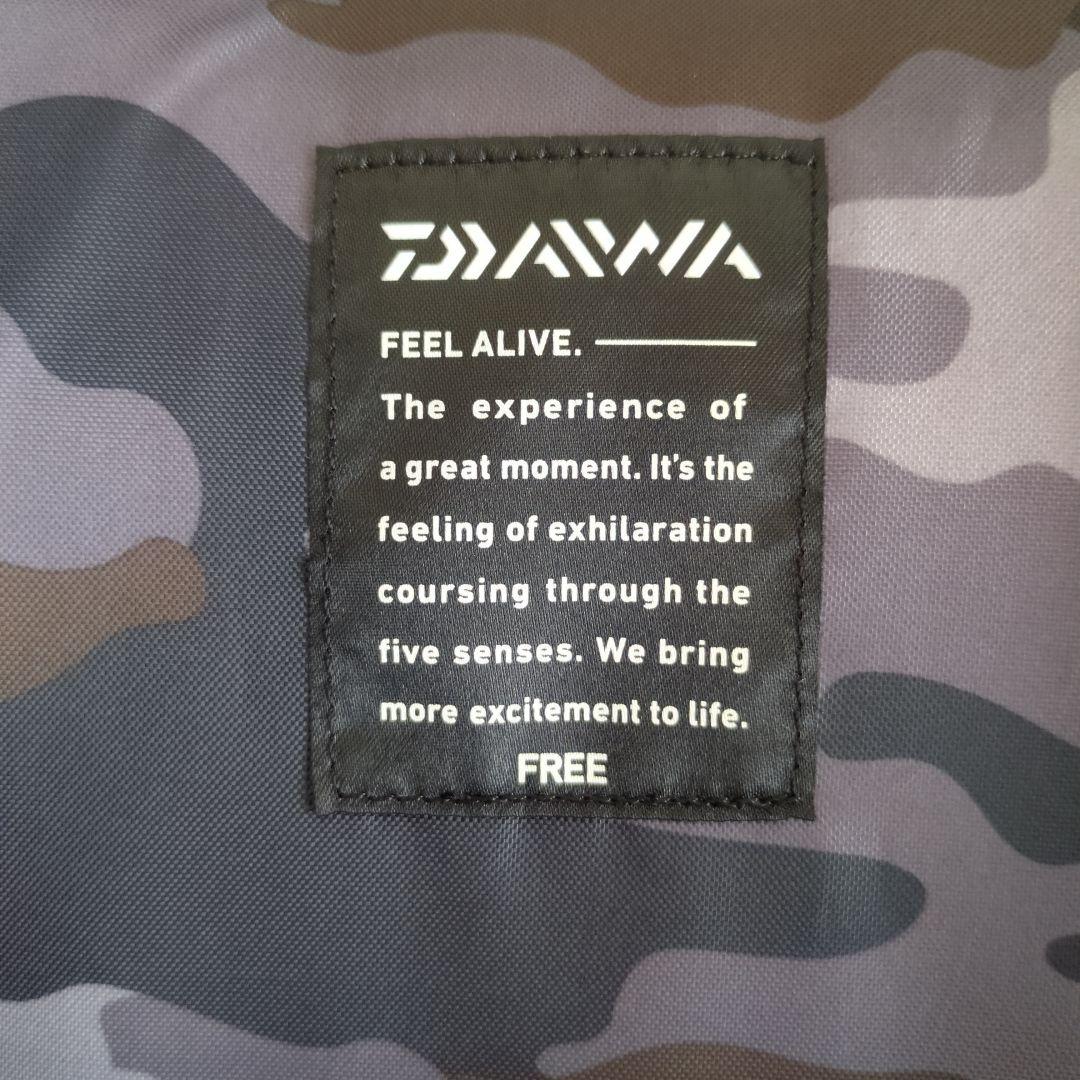 DAIWA
FEEL ALIVE.
The experience of
a great moment. It's the
feeling of exhilaration
coursing through the
five senses. We bring
more excitement to life.
FREE